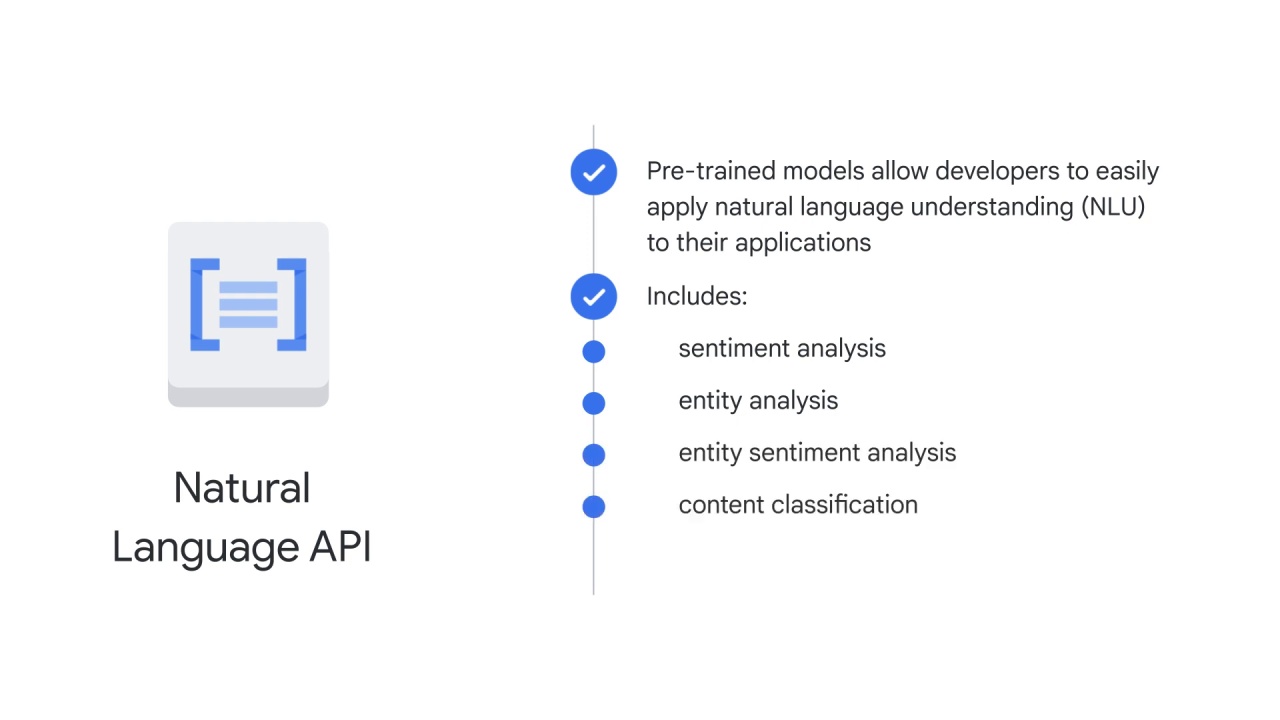 Natural
Language API
Pre-trained models allow developers to easily
apply natural language understanding (NLU)
to their applications
Includes:
sentiment analysis
entity analysis
entity sentiment analysis
content classification